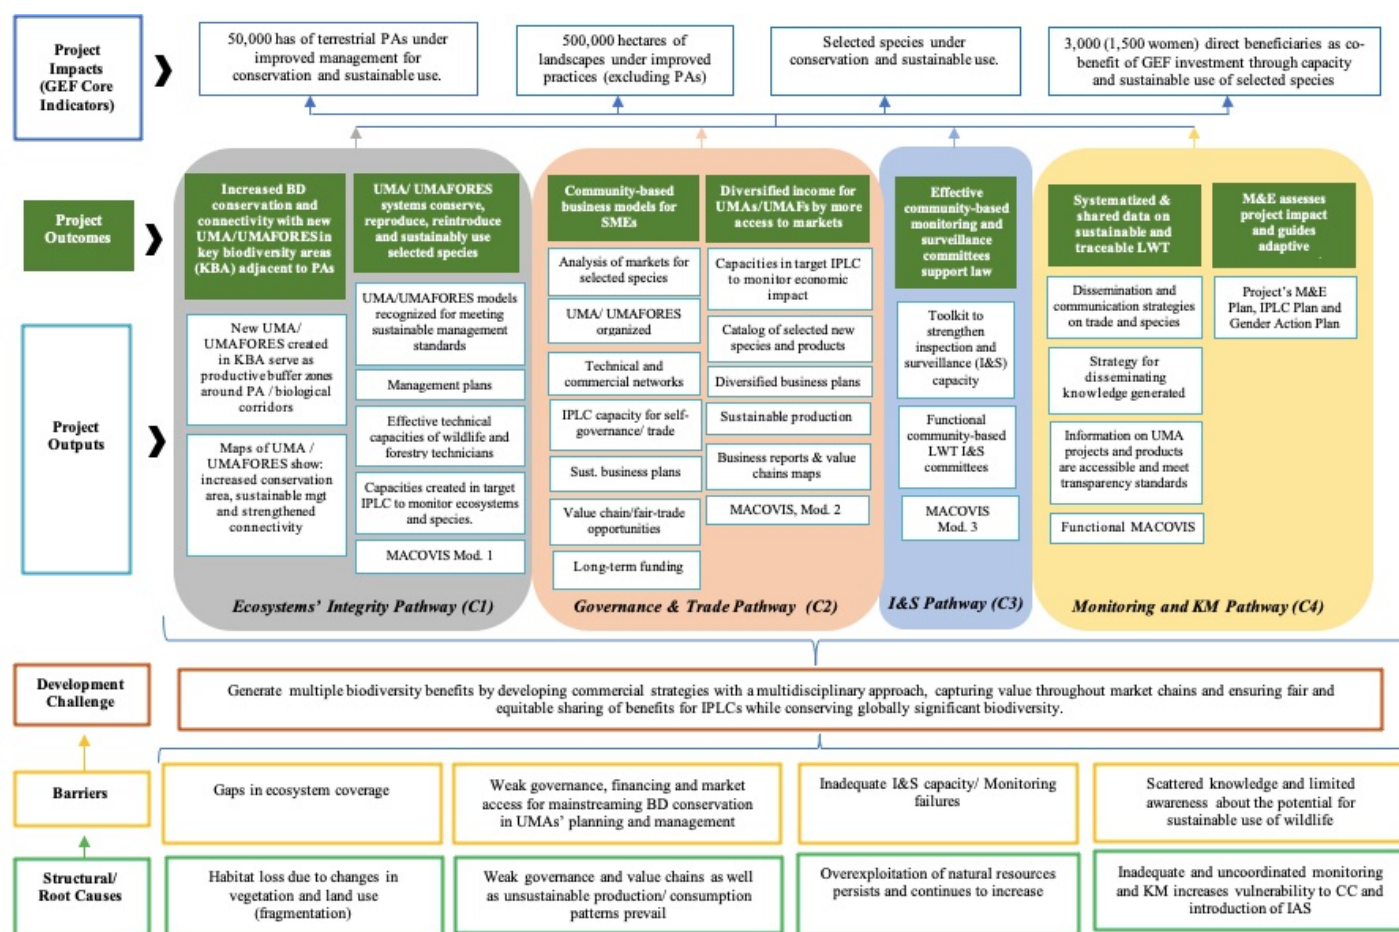 Project
Impacts
(GEF Core
Indicators)
50,000 has of terrestrial PAs under
improved management for
conservation and sustainable use.
500,000 hectares of
landscapes under improved
practices (excluding PAs)
Selected species under
conservation and sustainable use.
3,000 (1,500 women) direct beneficiaries as co-
benefit of GEF investment through capacity
and sustainable use of selected species
Project
Outcomes
Increased BD
conservation and
connectivity with new
UMA/UMAFORES in
key biodiversity areas
(KBA) adjacent to PAs
UMA/ UMAFORES
systems conserve,
reproduce, reintroduce
and sustainably use
selected species
Community-based
business models for
SMEs
Diversified income for
UMAs/UMAFs by more
access to markets
Effective
community-based
monitoring and
surveillance
committees
support law
Systematized &
shared data on
sustainable and
traceable LWT
M&E assesses
project impact
and guides
adaptive
Project
Outputs
New UMA/
UMAFORES created
in KBA serve as
productive buffer zones
around PA / biological
corridors
Maps of UMA /
UMAFORES show:
increased conservation
area, sustainable mgt
and strengthened
connectivity
UMA/UMAFORES models
recognized for meeting
sustainable management
standards
Management plans
Effective technical
capacities of wildlife and
forestry technicians
Capacities created in target
IPLC to monitor ecosystems
and species.
MACOVIS Mod. 1
Analysis of markets for
selected species
UMA/ UMAFORES
organized
Technical and
commercial networks
IPLC capacity for self-
governance/ trade
Sust. business plans
Value chain/fair-trade
opportunities
Long-term funding
Capacities in target IPLC
to monitor economic
impact
Catalog of selected new
species and products
Diversified business plans
Sustainable production
Business reports & value
chains maps
MACOVIS, Mod. 2
Toolkit to
strengthen
inspection and
surveillance (I&S)
capacity
Functional
community-based
LWT I&S
committees
MACOVIS
Mod. 3
Dissemination and
communication strategies
on trade and species
Strategy for
disseminating
knowledge generated
Information on UMA
projects and products
are accessible and meet
transparency standards
Functional MACOVIS
Project's M&E
Plan, IPLC Plan and
Gender Action Plan
Ecosystems' Integrity Pathway (C1)
Governance & Trade Pathway (C2)
I&S Pathway (C3)
Monitoring and KM Pathway (C4)
Development
Challenge
Generate multiple biodiversity benefits by developing commercial strategies with a multidisciplinary approach, capturing value throughout market chains and ensuring fair and
equitable sharing of benefits for IPLCs while conserving globally significant biodiversity.
Barriers
Gaps in ecosystem coverage
Weak governance, financing and market
access for mainstreaming BD conservation
in UMAs' planning and management
Inadequate I&S capacity/ Monitoring
failures
Scattered knowledge and limited
awareness about the potential for
sustainable use of wildlife
Structural/
Root Causes
Habitat loss due to changes in
vegetation and land use
(fragmentation)
Weak governance and value chains as well
as unsustainable production/ consumption
patterns prevail
Overexploitation of natural resources
persists and continues to increase
Inadequate and uncoordinated monitoring
and KM increases vulnerability to CC and
introduction of IAS